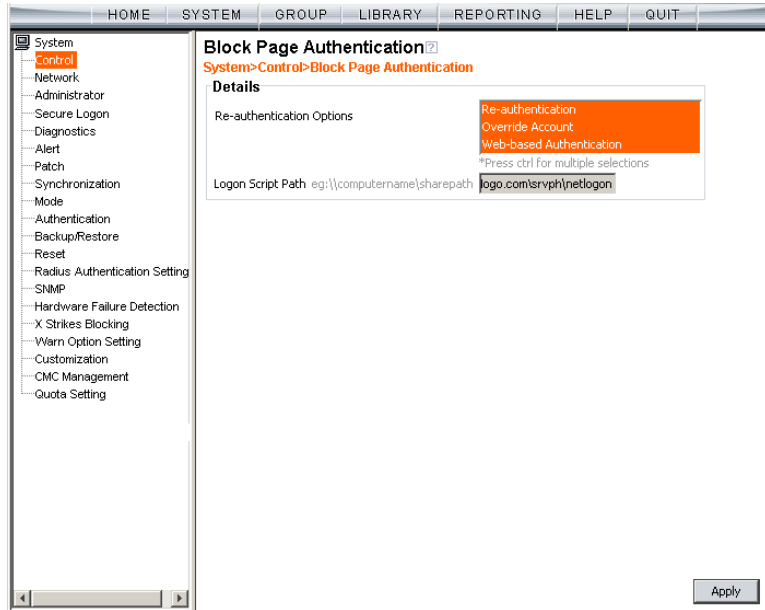 HOME SYSTEM GROUP LIBRARY REPORTING HELP QUIT
System
Control
Network
Administrator
Secure Logon
Diagnostics
Alert
Patch
Synchronization
Mode
Authentication
Backup/Restore
Reset
Radius Authentication Setting
SNMP
Hardware Failure Detection
X Strikes Blocking
Warn Option Setting
Customization
CMC Management
Quota Setting
Block Page Authentication?
System>Control>Block Page Authentication
Details
Re-authentication Options
Re-authentication
Override Account
Web-based Authentication
*Press ctrl for multiple selections
Logon Script Path eg:\\computername\sharepath logo.com\srvph\netlogon
Apply